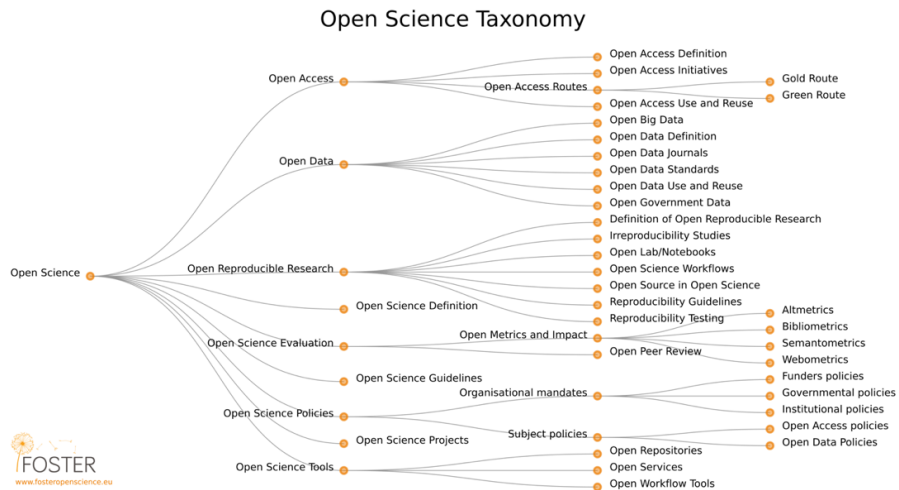 Open Science Taxonomy
Open Science
Open Access
Open Access Definition
Open Access Initiatives
Open Access Routes
Gold Route
Green Route
Open Access Use and Reuse
Open Data
Open Big Data
Open Data Definition
Open Data Journals
Open Data Standards
Open Data Use and Reuse
Open Government Data
Open Reproducible Research
Definition of Open Reproducible Research
Irreproducibility Studies
Open Lab/Notebooks
Open Science Workflows
Open Source in Open Science
Reproducibility Guidelines
Reproducibility Testing
Open Science Definition
Open Science Evaluation
Open Metrics and Impact
Altmetrics
Bibliometrics
Semantometrics
Webometrics
Open Peer Review
Open Science Guidelines
Open Science Policies
Organisational mandates
Funders policies
Governmental policies
Institutional policies
Subject policies
Open Access policies
Open Data Policies
Open Science Projects
Open Science Tools
Open Repositories
Open Services
Open Workflow Tools
FOSTER
www.fosteropenscience.eu